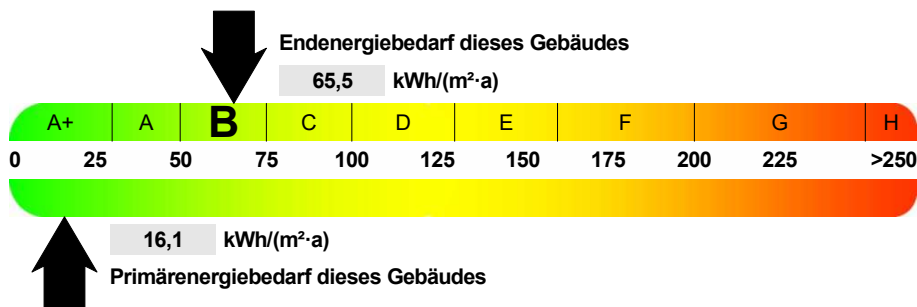 Endenergiebedarf dieses Gebäudes
65,5 kWh/(m²·a)
A+ A B C D E F G H
0 25 50 75 100 125 150 175 200 225 >250
16,1 kWh/(m²·a)
Primärenergiebedarf dieses Gebäudes